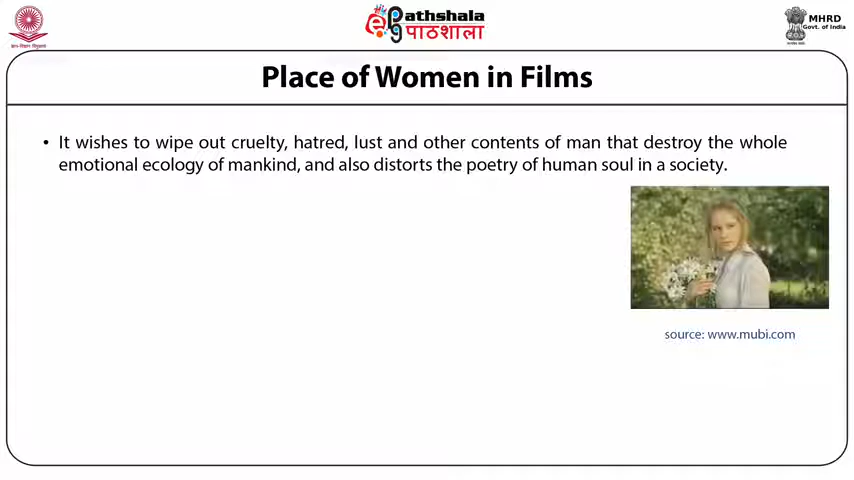 ePathshala
पाठशाला
MHRD
Govt. of India
Place of Women in Films
• It wishes to wipe out cruelty, hatred, lust and other contents of man that destroy the whole
emotional ecology of mankind, and also distorts the poetry of human soul in a society.
source: www.mubi.com